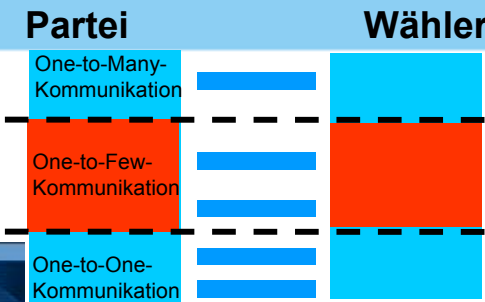 Partei Wähler
One-to-Many-
Kommunikation
One-to-Few-
Kommunikation
One-to-One-
Kommunikation